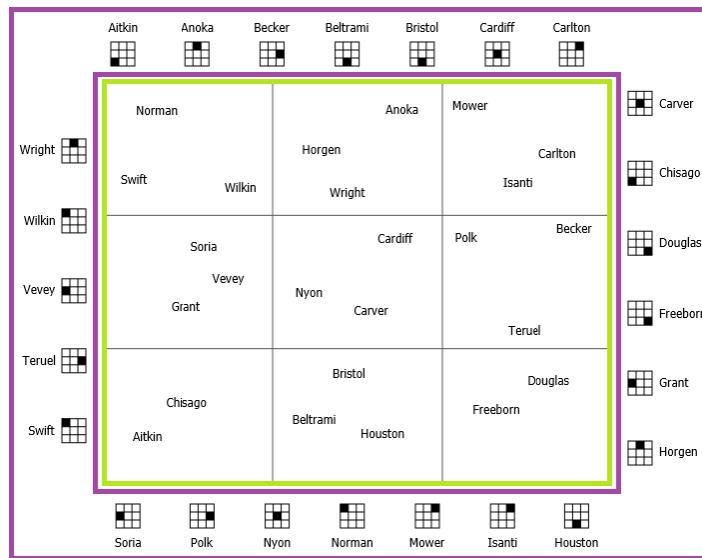 Aitkin Anoka Becker Beltrami Bristol Cardiff Carlton
Norman Anoka Mower Carver
Wright Horgen Carlton
Swift Wilkin Wright Isanti Chisago
Wilkin
Soria Cardiff Polk Becker Douglas
Vevey Vevey Nyon
Grant Carver Freeborn
Teruel Teruel
Bristol Douglas Grant
Chisago Freeborn
Swift Aitkin Beltrami Houston Horgen
Soria Polk Nyon Norman Mower Isanti Houston